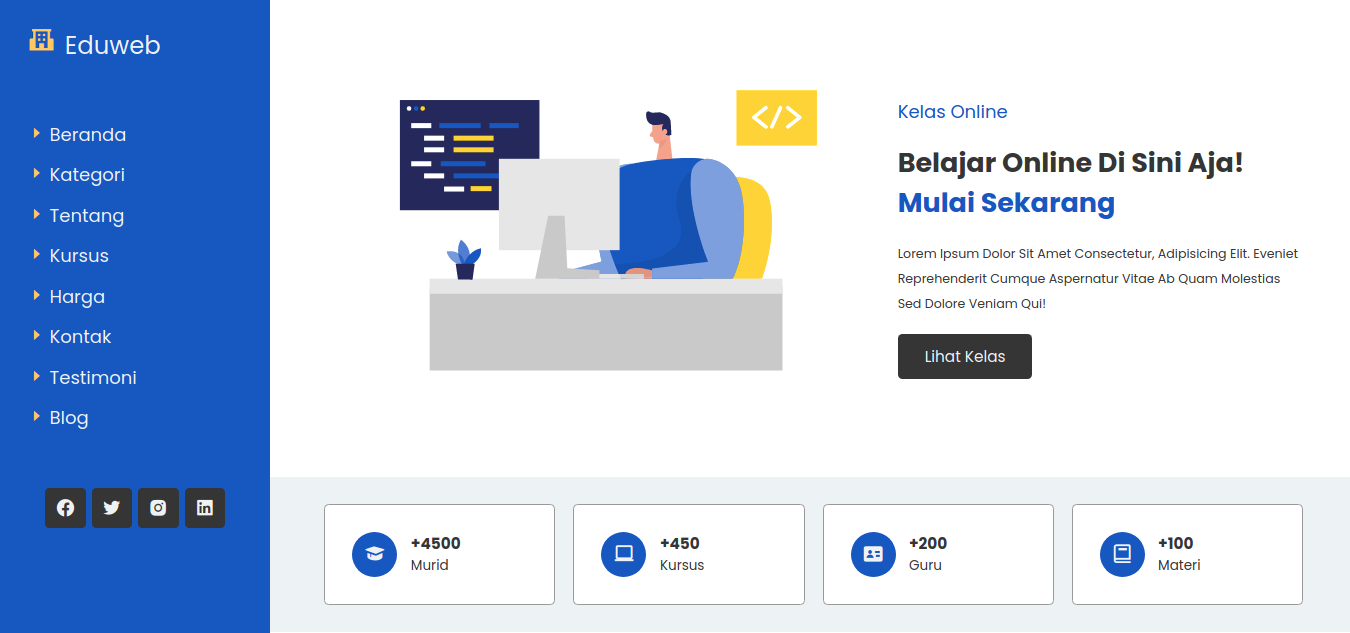 Eduweb
Beranda
Kategori
Tentang
Kursus
Harga
Kontak
Testimoni
Blog
</>
Kelas Online
Belajar Online Di Sini Aja!
Mulai Sekarang
Lorem Ipsum Dolor Sit Amet Consectetur, Adipisicing Elit. Eveniet
Reprehenderit Cumque Aspernatur Vitae Ab Quam Molestias
Sed Dolore Veniam Qui!
Lihat Kelas
+4500
Murid
+450
Kursus
+200
Guru
+100
Materi